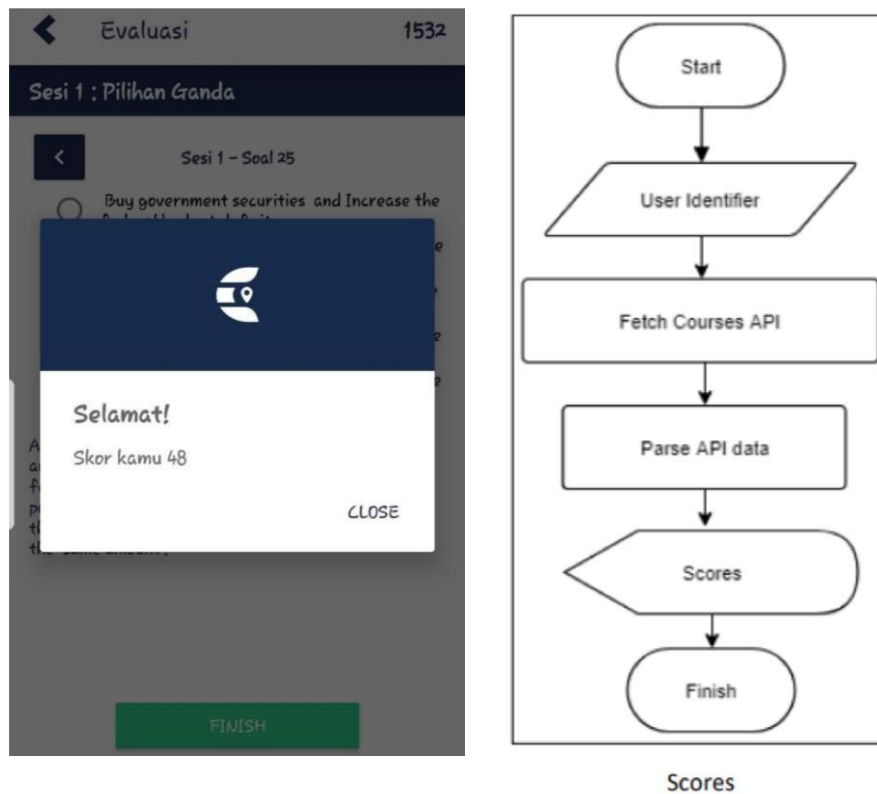 Evaluasi 1532
Sesi 1 : Pilihan Ganda
Sesi 1 - Soal 25
Buy government securities and Increase the
Selamat!
Skor kamu 48
CLOSE
the same amount?
FINISH
Start
User Identifier
Fetch Courses API
Parse API data
Scores
Finish
Scores